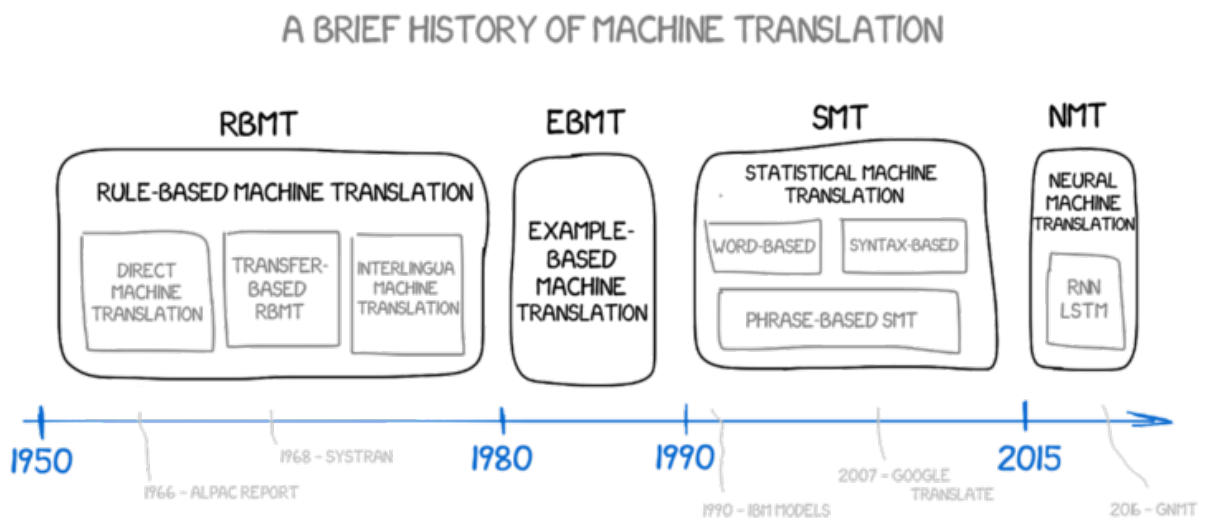 A BRIEF HISTORY OF MACHINE TRANSLATION
RBMT
RULE-BASED MACHINE TRANSLATION
DIRECT
MACHINE
TRANSLATION
TRANSFER-
BASED
RBMT
INTERLINGUA
MACHINE
TRANSLATION
EBMT
EXAMPLE-
BASED
MACHINE
TRANSLATION
SMT
STATISTICAL MACHINE
TRANSLATION
WORD-BASED
SYNTAX-BASED
PHRASE-BASED SMT
NMT
NEURAL
MACHINE
TRANSLATION
RNN
LSTM
1950
1966 - ALPAC REPORT
1968 - SYSTRAN
1980
1990
1990 - IBM MODELS
2007 = GOOGLE
TRANSLATE
2015
2016 - GNMT